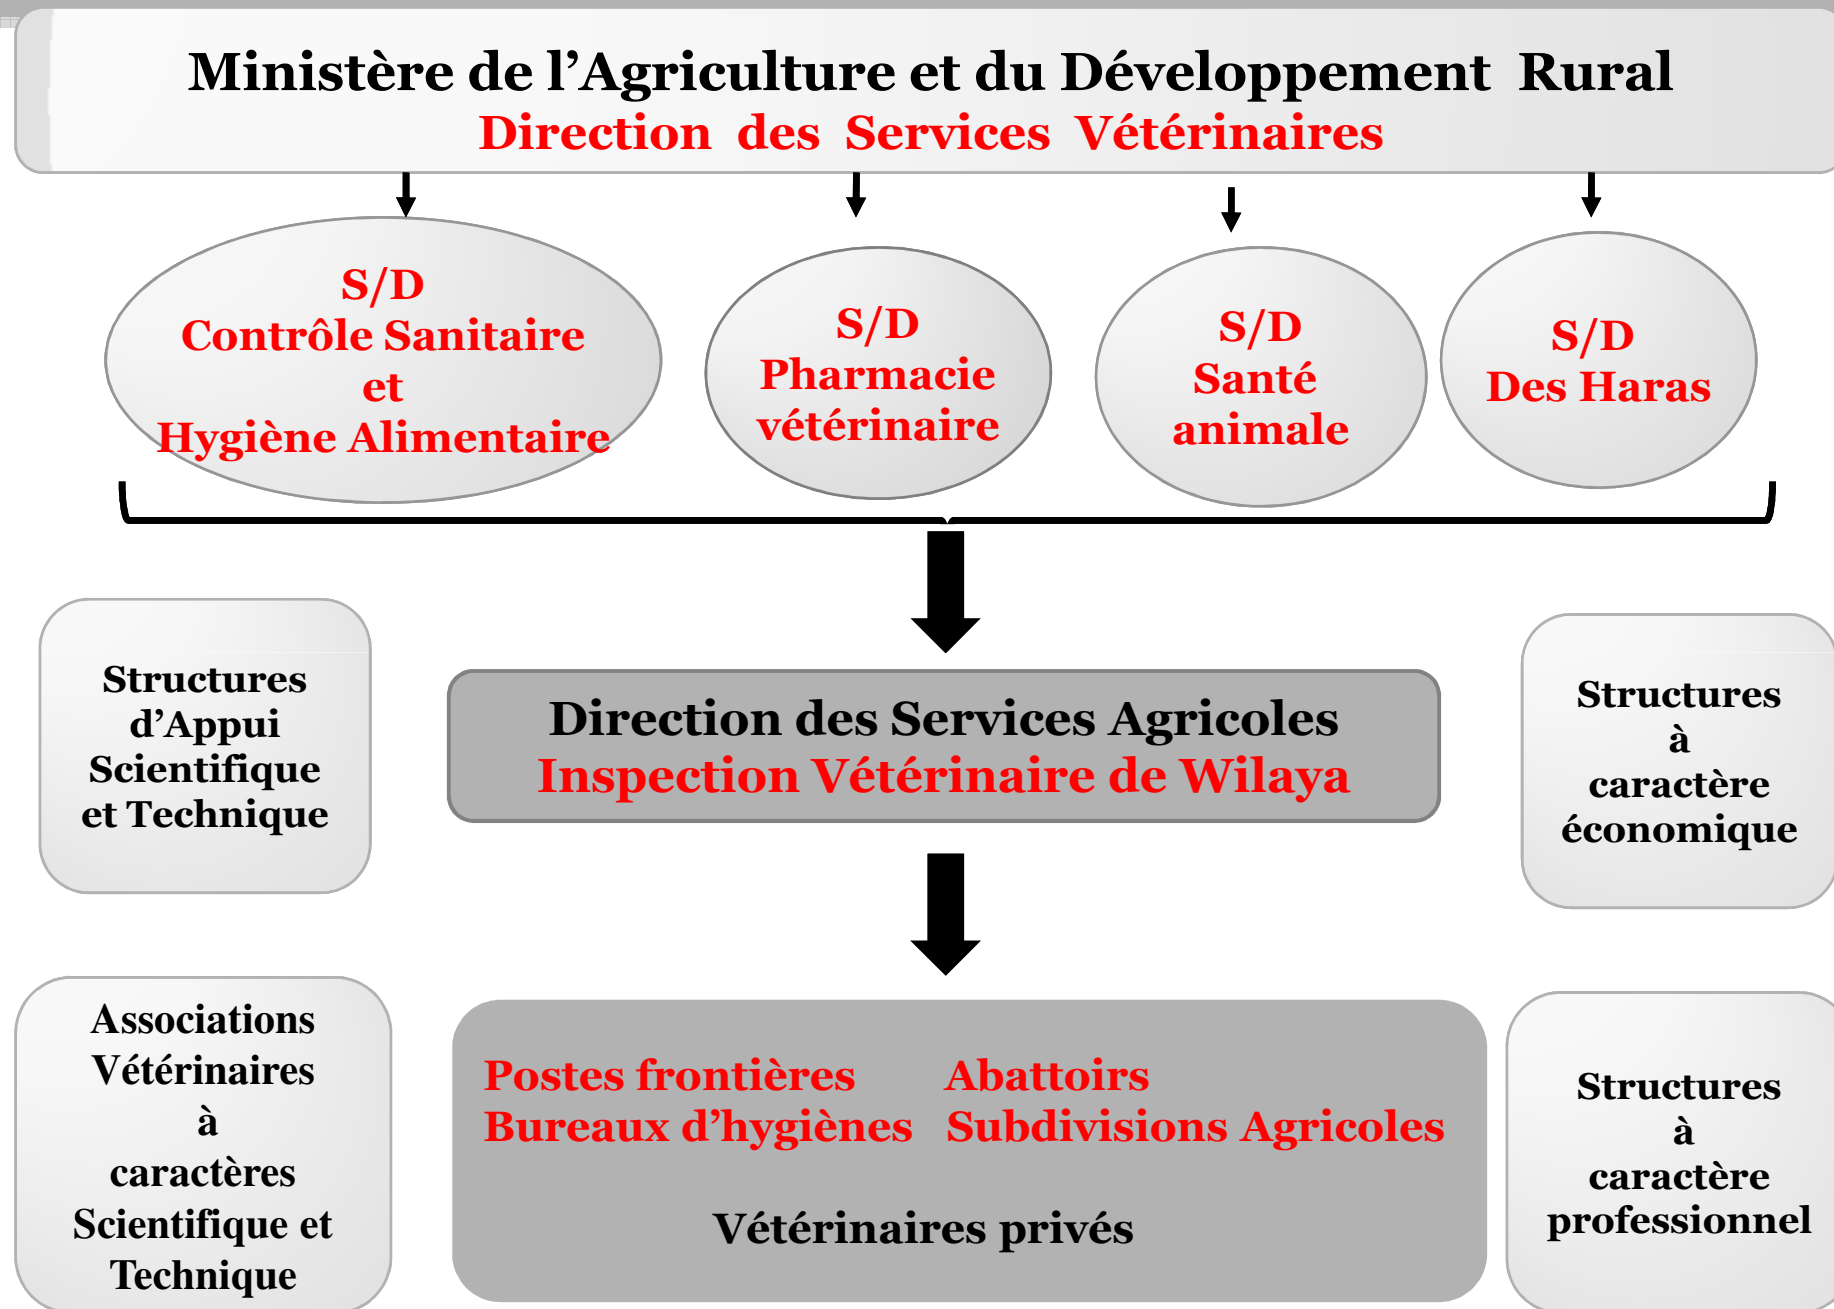 Ministère de l’Agriculture et du Développement Rural
Direction des Services Vétérinaires
S/D
Contrôle Sanitaire
et
Hygiène Alimentaire
S/D
Pharmacie
vétérinaire
S/D
Santé
animale
S/D
Des Haras
Structures
d’Appui
Scientifique
et Technique
Direction des Services Agricoles
Inspection Vétérinaire de Wilaya
Structures
à
caractère
économique
Associations
Vétérinaires
à
caractères
Scientifique et
Technique
Postes frontières Abattoirs
Bureaux d’hygiènes Subdivisions Agricoles
Vétérinaires privés
Structures
à
caractère
professionnel